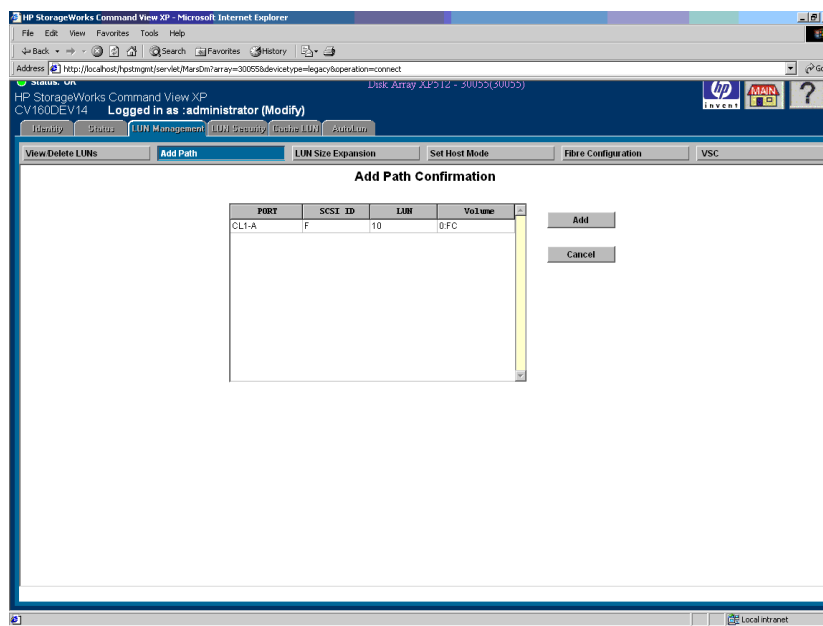 HP StorageWorks Command View XP - Microsoft Internet Explorer
File Edit View Favorites Tools Help
Back Search Favorites History
Address http://localhost/hpstmgmt/servlet/MarsDm?array=30055&devicetype=legacy&operation=connect Go
Status: OK Disk Array XP512 - 30055(30055)
HP StorageWorks Command View XP
CV160DEV14 Logged in as :administrator (Modify)
hp invent MAIN ?
Identity Status LUN Management LUN Security Cache LUN AutoLun
View/Delete LUNs Add Path LUN Size Expansion Set Host Mode Fibre Configuration VSC
Add Path Confirmation
PORT SCSI ID LUN Volume
CL1-A F 10 0:FC
Add
Cancel
Local intranet